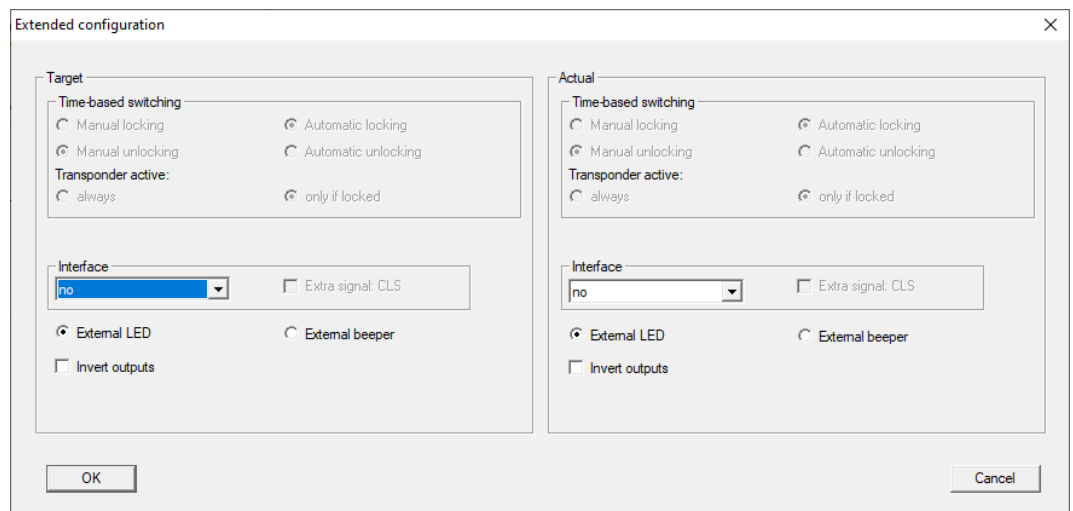 Extended configuration
Target
Time-based switching
Manual locking Automatic locking
Manual unlocking Automatic unlocking
Transponder active:
always only if locked
Interface
no Extra signal: CLS
External LED External beeper
Invert outputs
Actual
Time-based switching
Manual locking Automatic locking
Manual unlocking Automatic unlocking
Transponder active:
always only if locked
Interface
no Extra signal: CLS
External LED External beeper
Invert outputs
OK Cancel